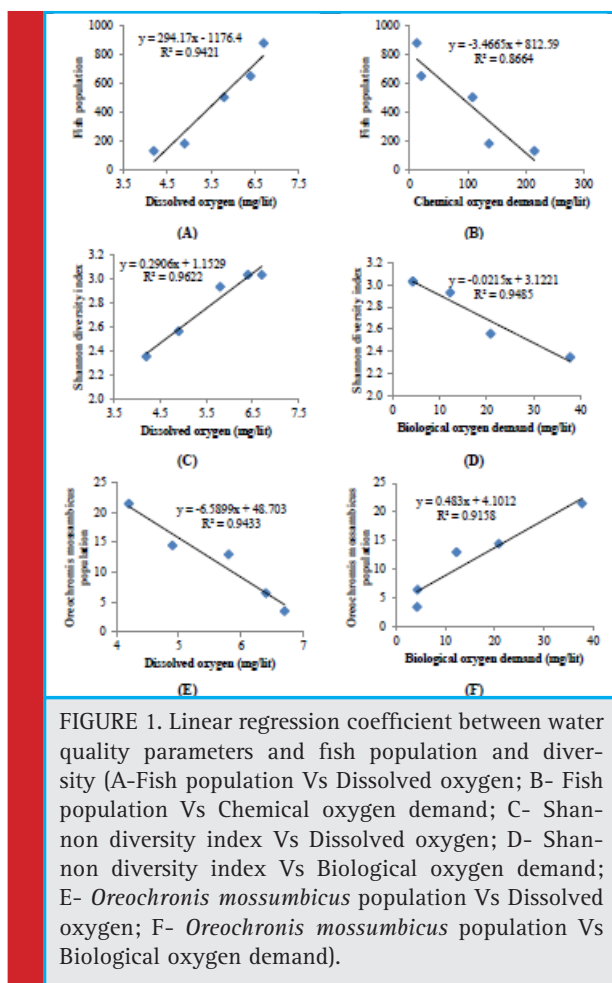 1000
800
600
400
200
0
Fish population
y = 294.17x - 1176.4
R² = 0.9421
3.5 4.5 5.5 6.5 7.5
Dissolved oxygen (mg/lit)
(A)
1000
800
600
400
200
0
Fish population
y = -3.4665x + 812.59
R² = 0.8664
0 100 200 300
Chemical oxygen demand (mg/lit)
(B)
3.2
3.0
2.8
2.6
2.4
2.2
2.0
Shannon diversity index
y = 0.2906x + 1.1529
R² = 0.9622
3.5 4.5 5.5 6.5 7.5
Dissolved oxygen (mg/lit)
(C)
3.2
3.0
2.8
2.6
2.4
2.2
2.0
Shannon diversity index
y = -0.0215x + 3.1221
R² = 0.9485
0 10 20 30 40
Biological oxygen demand (mg/lit)
(D)
25
20
15
10
5
0
Oreochromis mossambicus
population
y = -6.5899x + 48.703
R² = 0.9433
4 5 6 7
Dissolved oxygen (mg/lit)
(E)
25
20
15
10
5
0
Oreochromis mossambicus
population
y = 0.483x + 4.1012
R² = 0.9158
0 10 20 30 40
Biological oxygen demand (mg/lit)
(F)
FIGURE 1. Linear regression coefficient between water
quality parameters and fish population and diver-
sity (A-Fish population Vs Dissolved oxygen; B- Fish
population Vs Chemical oxygen demand; C- Shan-
non diversity index Vs Dissolved oxygen; D- Shan-
non diversity index Vs Biological oxygen demand;
E- Oreochronis mossumbicus population Vs Dissolved
oxygen; F- Oreochronis mossumbicus population Vs
Biological oxygen demand).